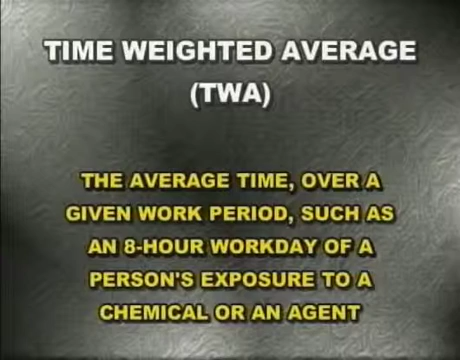 TIME WEIGHTED AVERAGE
(TWA)
THE AVERAGE TIME, OVER A
GIVEN WORK PERIOD, SUCH AS
AN 8-HOUR WORKDAY OF A
PERSON'S EXPOSURE TO A
CHEMICAL OR AN AGENT